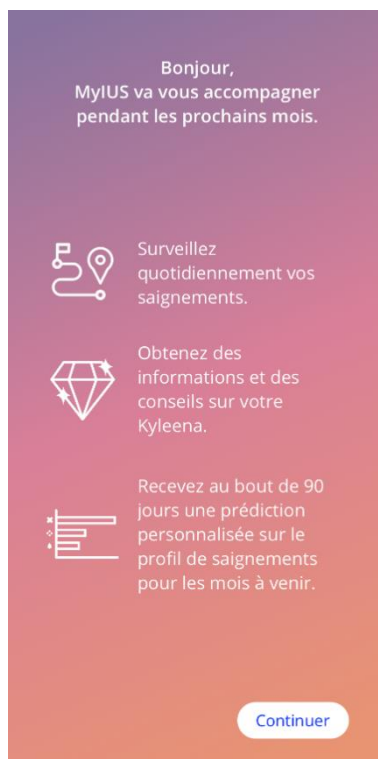 Bonjour,
MyIUS va vous accompagner
pendant les prochains mois.
Surveillez
quotidiennement vos
saignements.
Obtenez des
informations et des
conseils sur votre
Kyleena.
Recevez au bout de 90
jours une prédiction
personnalisée sur le
profil de saignements
pour les mois à venir.
Continuer